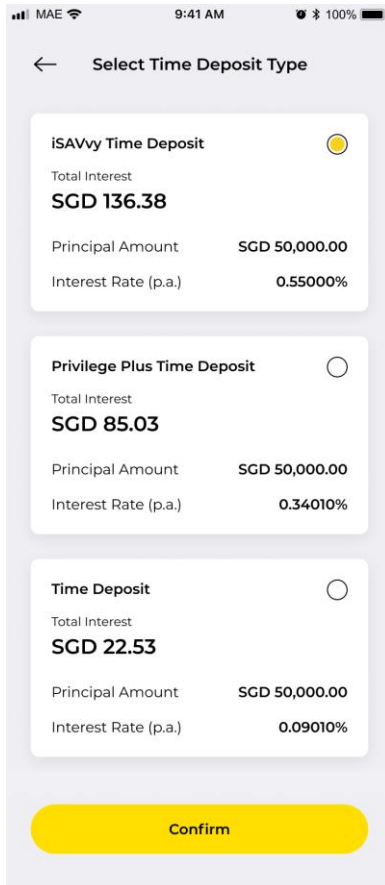 MAE 9:41 AM 100%
Select Time Deposit Type
iSAVvy Time Deposit
Total Interest
SGD 136.38
Principal Amount SGD 50,000.00
Interest Rate (p.a.) 0.55000%
Privilege Plus Time Deposit
Total Interest
SGD 85.03
Principal Amount SGD 50,000.00
Interest Rate (p.a.) 0.34010%
Time Deposit
Total Interest
SGD 22.53
Principal Amount SGD 50,000.00
Interest Rate (p.a.) 0.09010%
Confirm